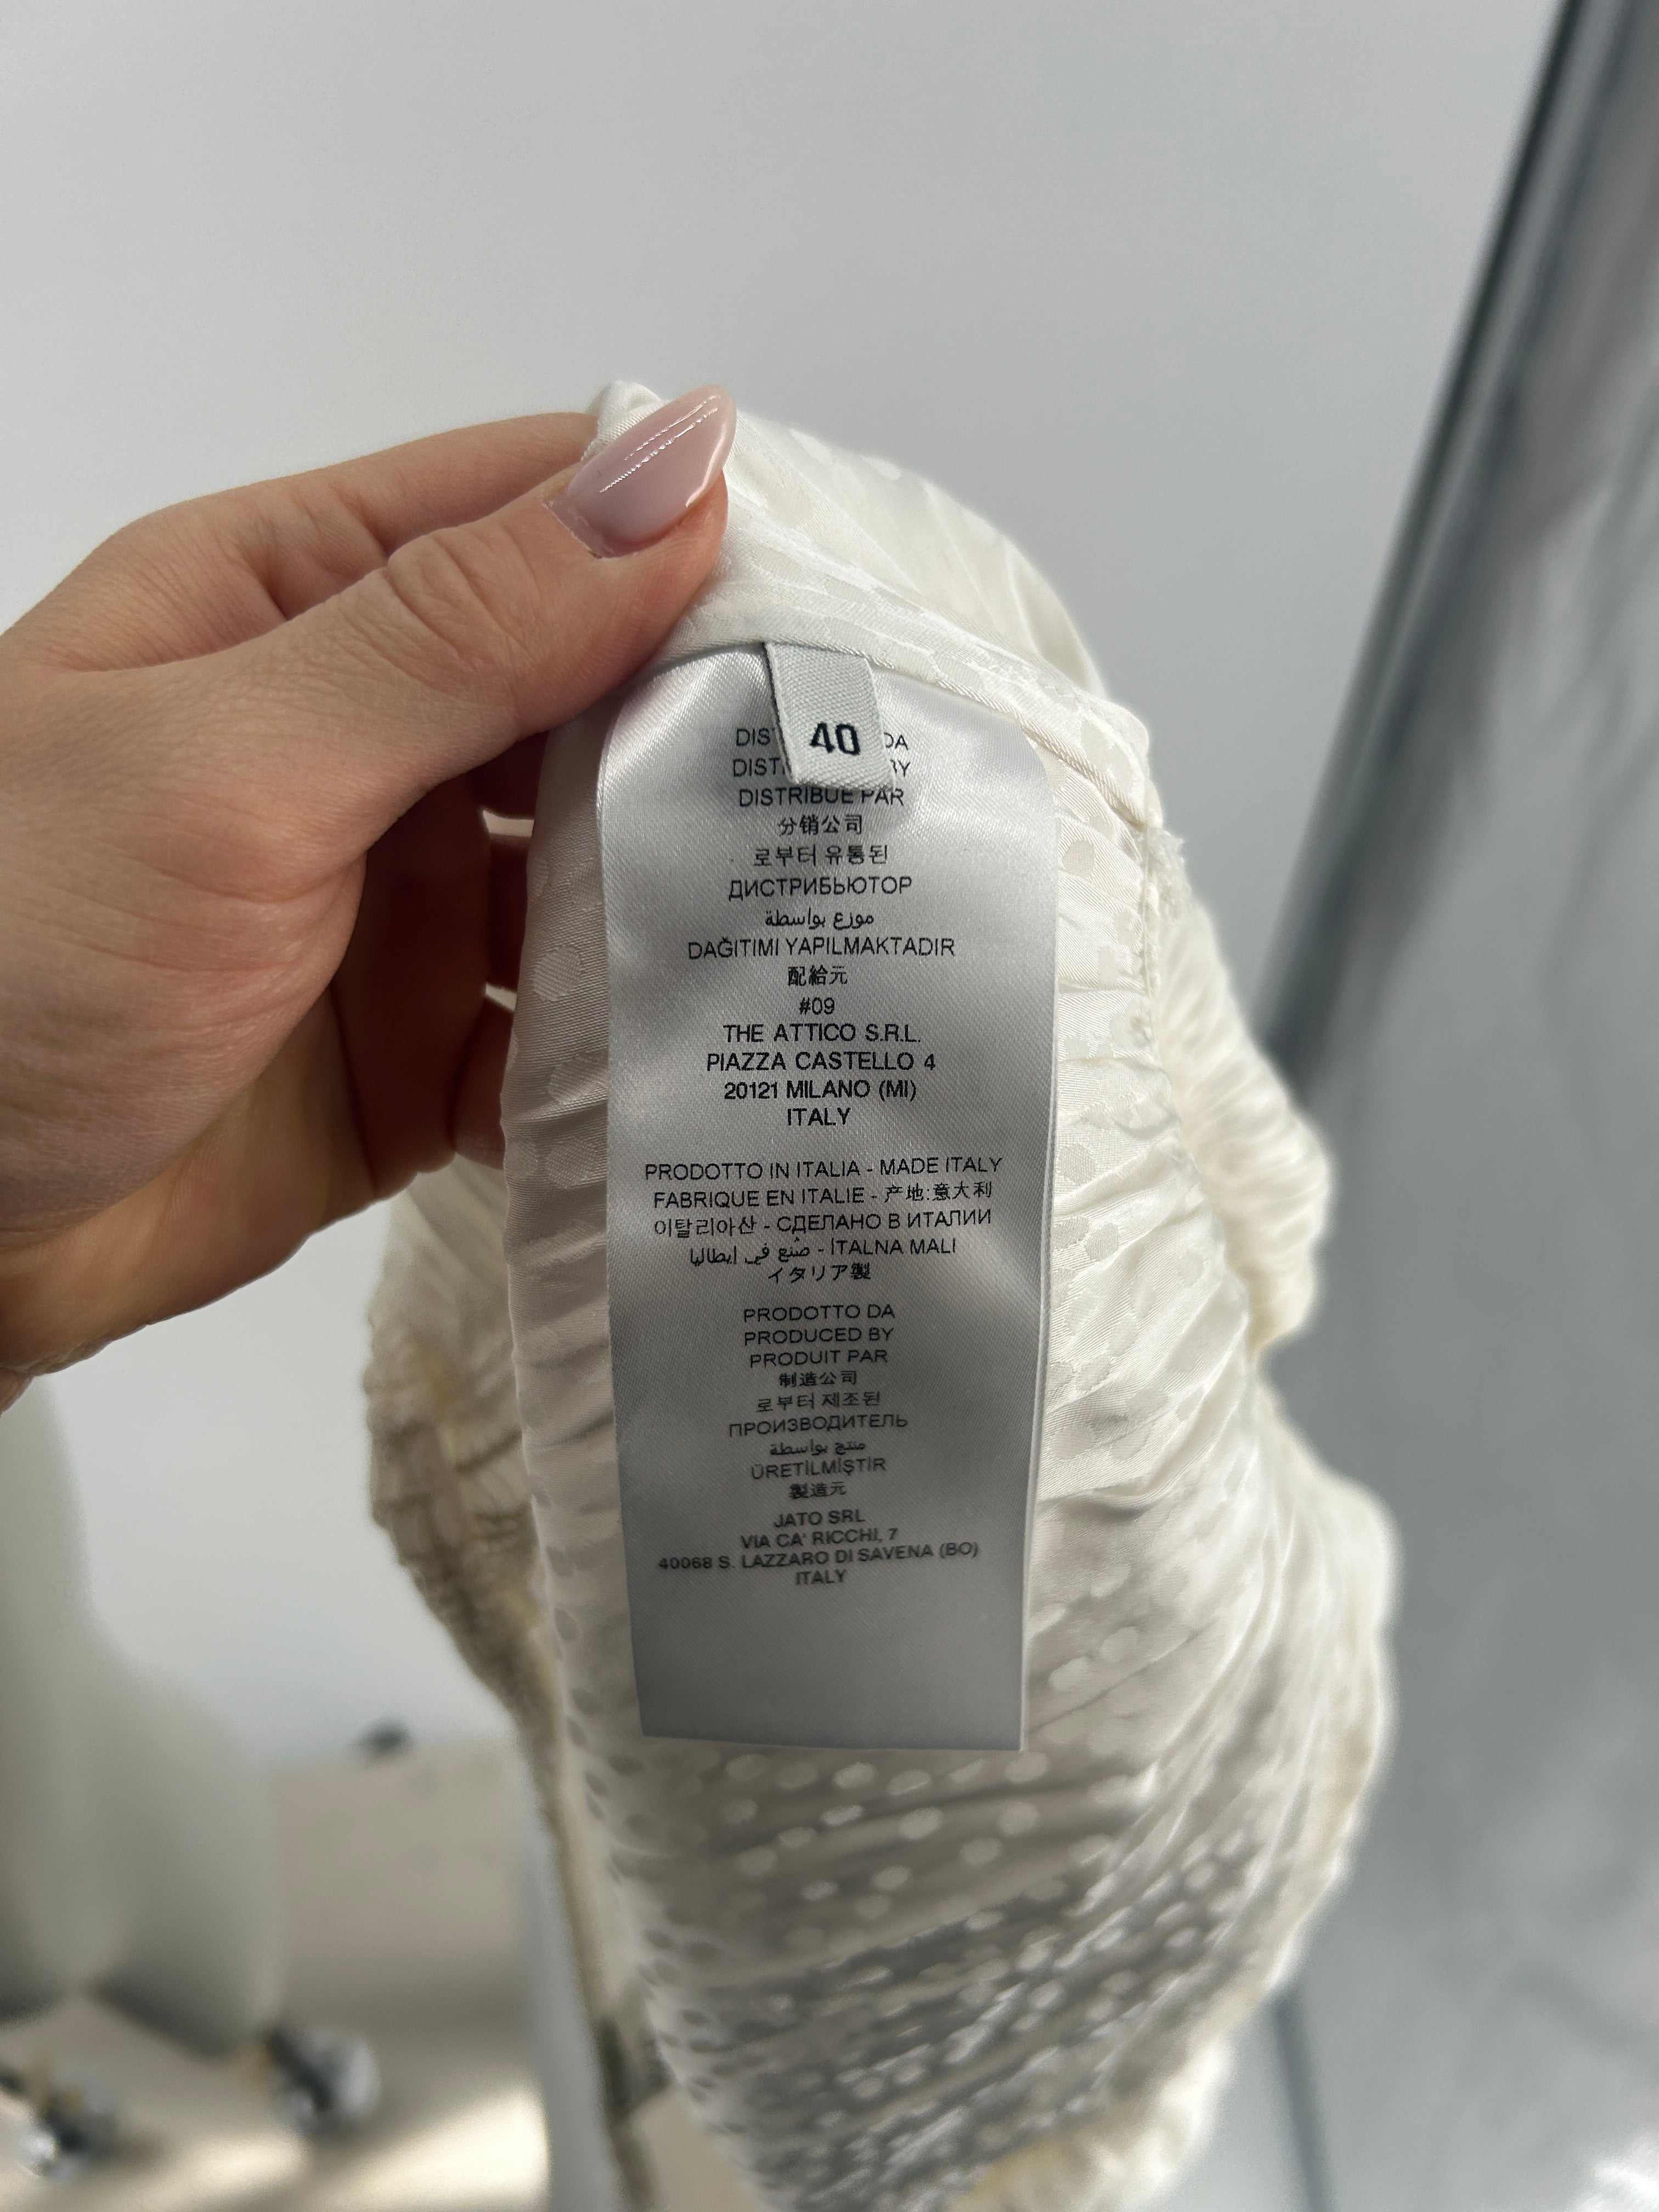 40
DISTRIBUÉ PAR
分销公司
로부터 유통된
ДИСТРИБЬЮТОР
موزع بواسطة
DAĞITIMI YAPILMAKTADIR
配給元
#09
THE ATTICO S.R.L.
PIAZZA CASTELLO 4
20121 MILANO (MI)
ITALY
PRODOTTO IN ITALIA - MADE ITALY
FABRIQUE EN ITALIE - 产地:意大利
이탈리아산 - СДЕЛАНО В ИТАЛИИ
صُنع في إيطاليا - İTALNA MALI
イタリア製
PRODOTTO DA
PRODUCED BY
PRODUIT PAR
制造公司
로부터 제조된
ПРОИЗВОДИТЕЛЬ
منتج بواسطة
ÜRETİLMİŞTİR
製造元
JATO SRL
VIA CA' RICCHI, 7
40068 S. LAZZARO DI SAVENA (BO)
ITALY